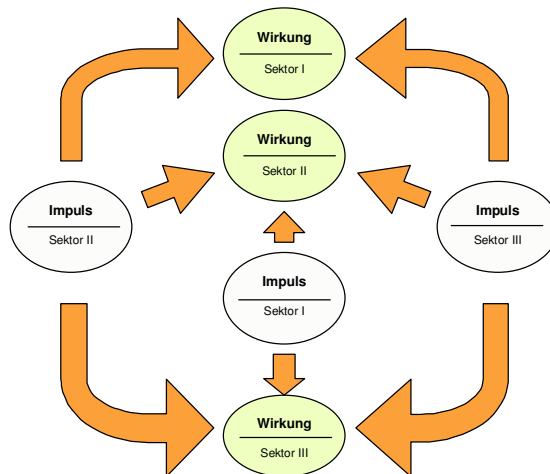 Wirkung
Sektor I
Wirkung
Sektor II
Impuls
Sektor II
Impuls
Sektor III
Impuls
Sektor I
Wirkung
Sektor III